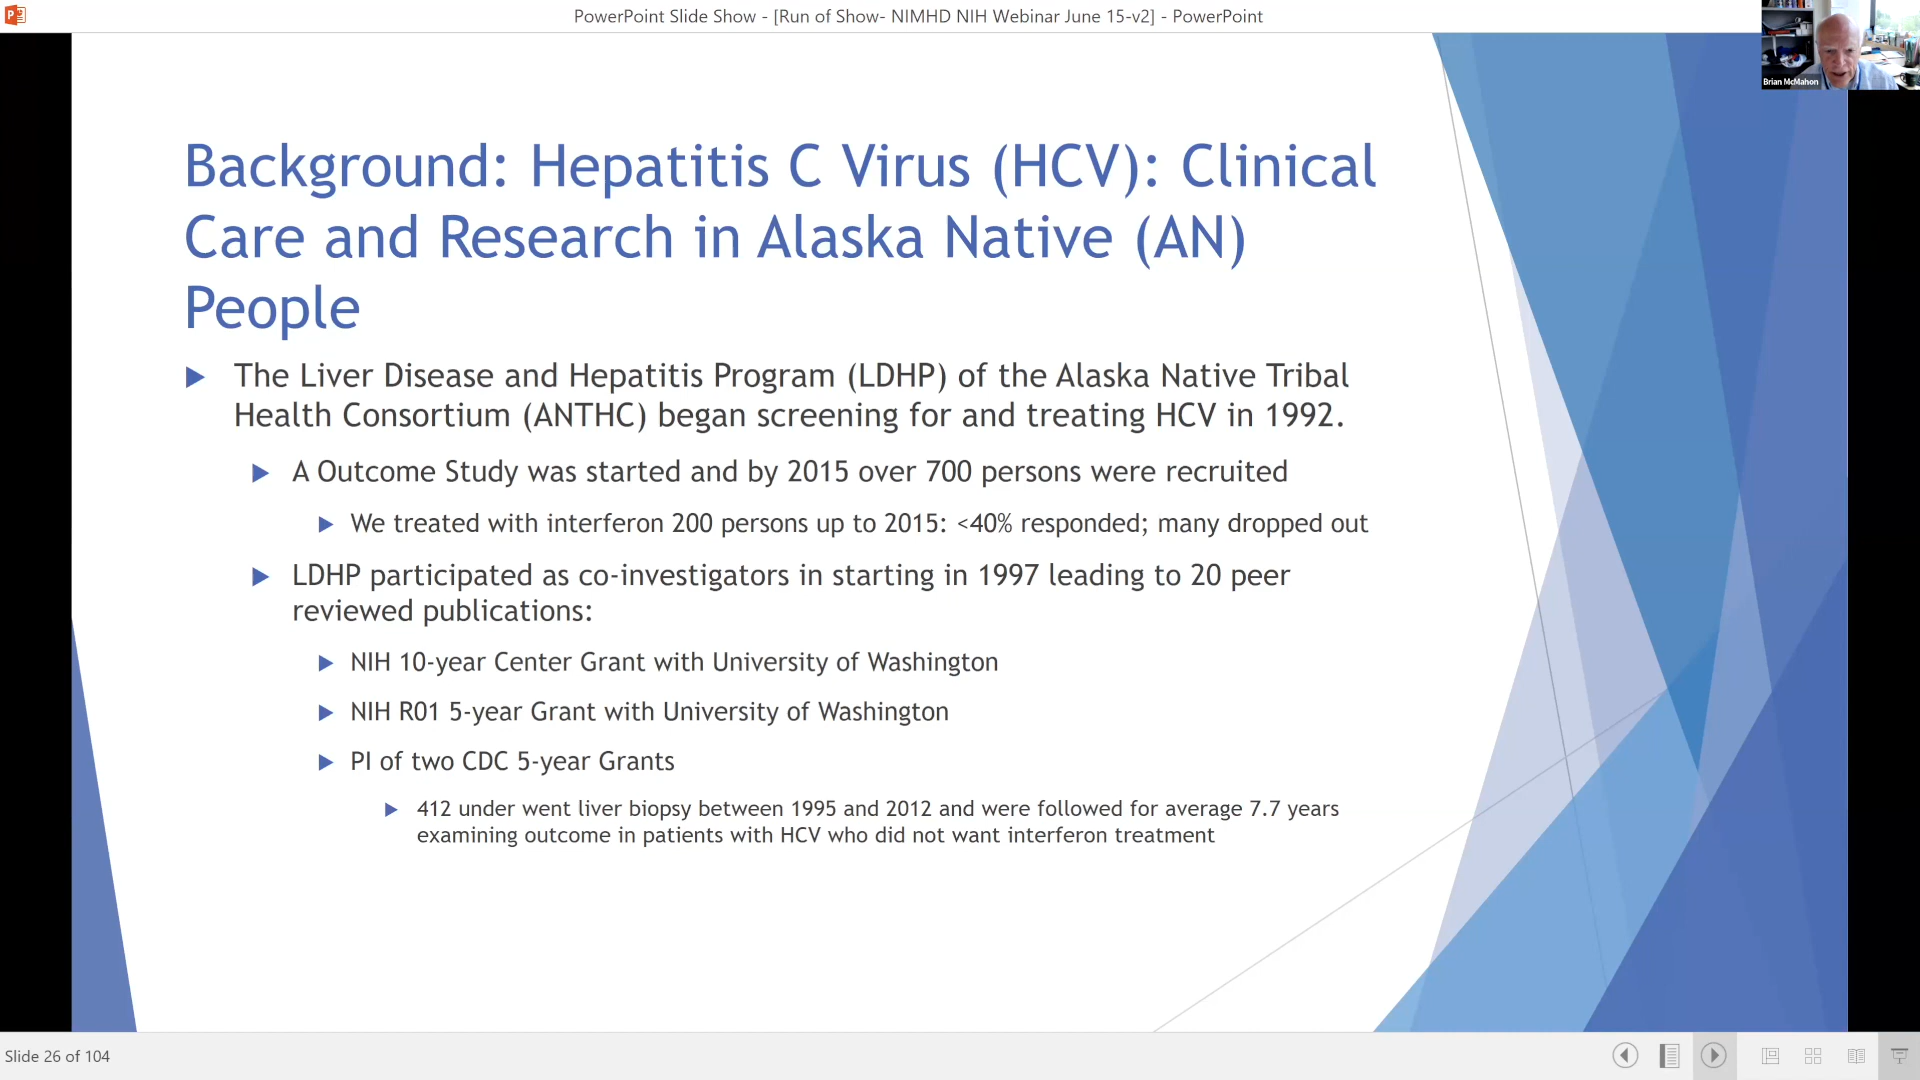 PowerPoint Slide Show - [Run of Show- NIMHD NIH Webinar June 15-v2] - PowerPoint
Brian McMahon
Background: Hepatitis C Virus (HCV): Clinical
Care and Research in Alaska Native (AN)
People
The Liver Disease and Hepatitis Program (LDHP) of the Alaska Native Tribal
Health Consortium (ANTHC) began screening for and treating HCV in 1992.
A Outcome Study was started and by 2015 over 700 persons were recruited
We treated with interferon 200 persons up to 2015: <40% responded; many dropped out
LDHP participated as co-investigators in starting in 1997 leading to 20 peer
reviewed publications:
NIH 10-year Center Grant with University of Washington
NIH R01 5-year Grant with University of Washington
PI of two CDC 5-year Grants
412 under went liver biopsy between 1995 and 2012 and were followed for average 7.7 years
examining outcome in patients with HCV who did not want interferon treatment
Slide 26 of 104